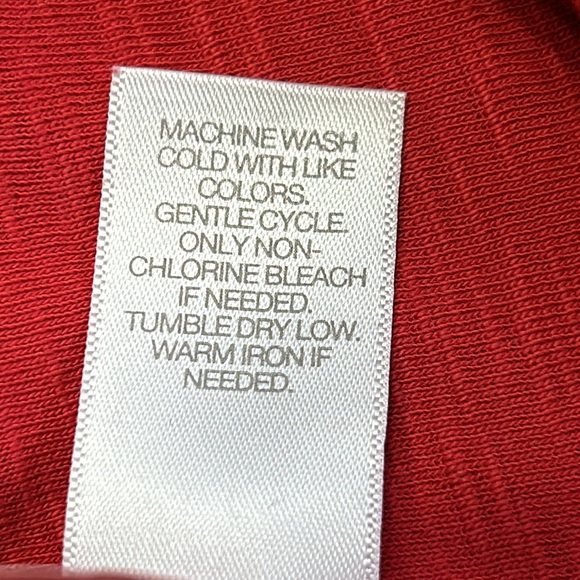 MACHINE WASH
COLD WITH LIKE
COLORS.
GENTLE CYCLE.
ONLY NON-
CHLORINE BLEACH
IF NEEDED.
TUMBLE DRY LOW.
WARM IRON IF
NEEDED.